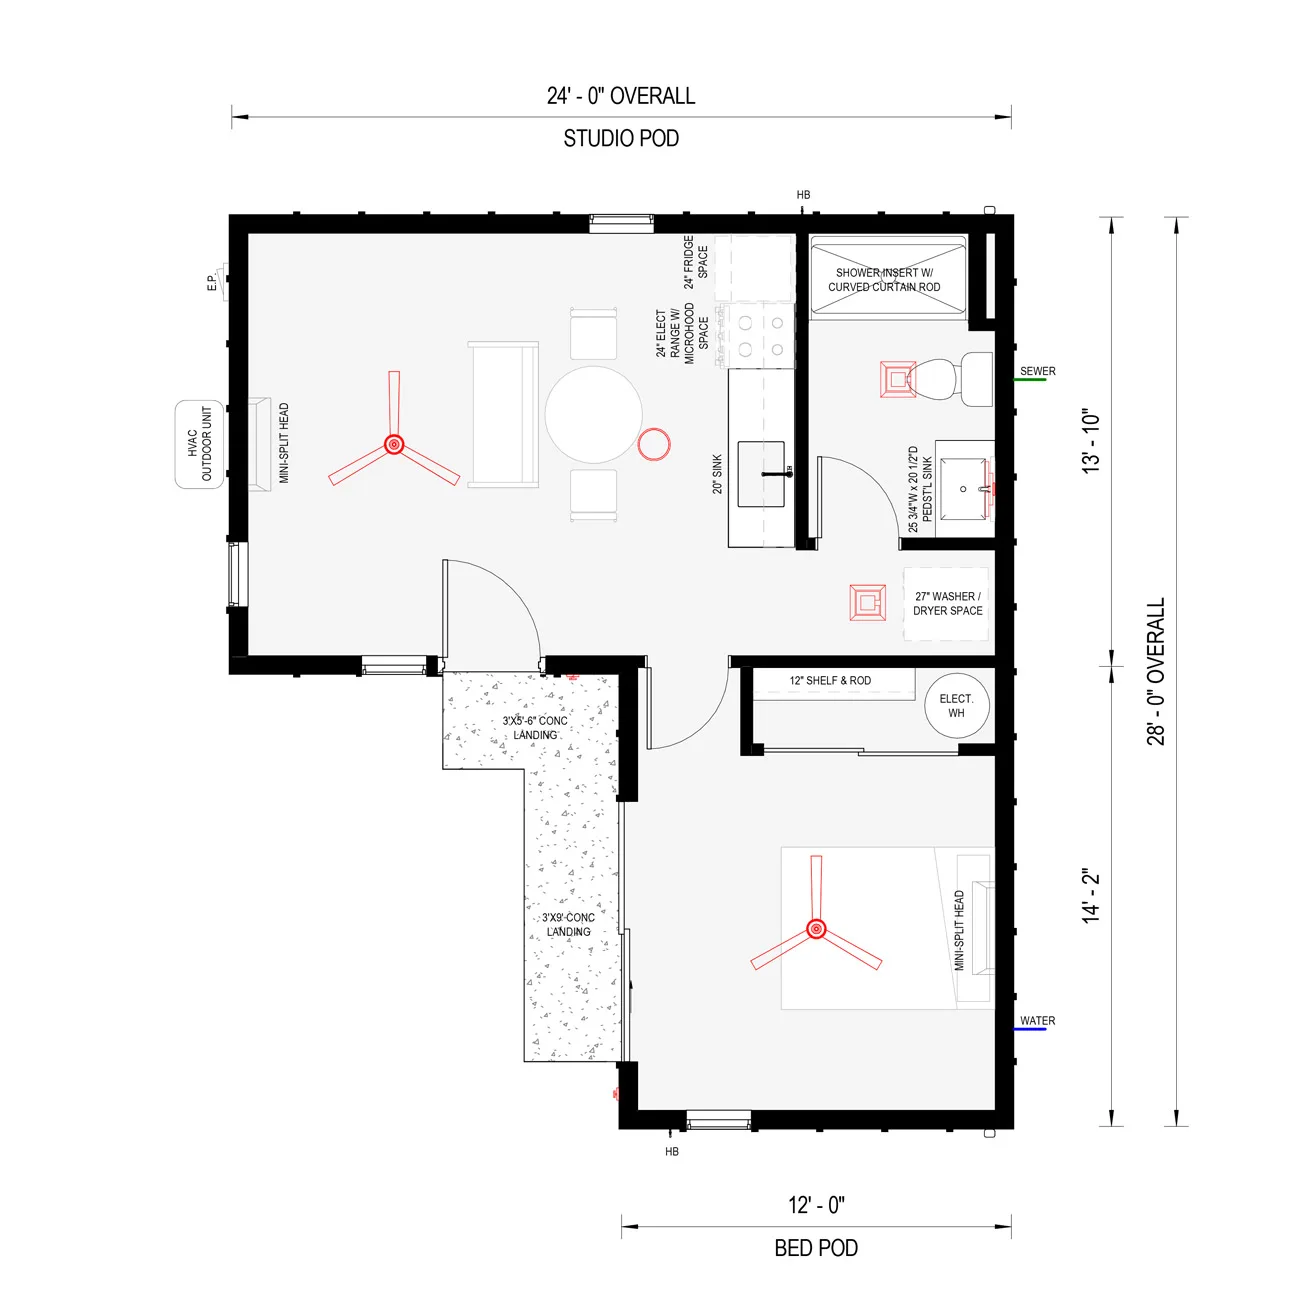 24' - 0" OVERALL
STUDIO POD
HB
E.P.
24" FRIDGE
SPACE
SHOWER INSERT W/
CURVED CURTAIN ROD
24" ELECT
RANGE W/
MICROHOOD
SPACE
SEWER
HVAC
OUTDOOR UNIT
MINI-SPLIT HEAD
20" SINK
25 3/4"W x 20 1/2"D
PEDST'L SINK
13' - 10"
27" WASHER /
DRYER SPACE
28' - 0" OVERALL
12" SHELF & ROD
ELECT.
WH
3'X5'-6" CONC
LANDING
3'X9' CONC
LANDING
MINI-SPLIT HEAD
14' - 2"
WATER
HB
12' - 0"
BED POD